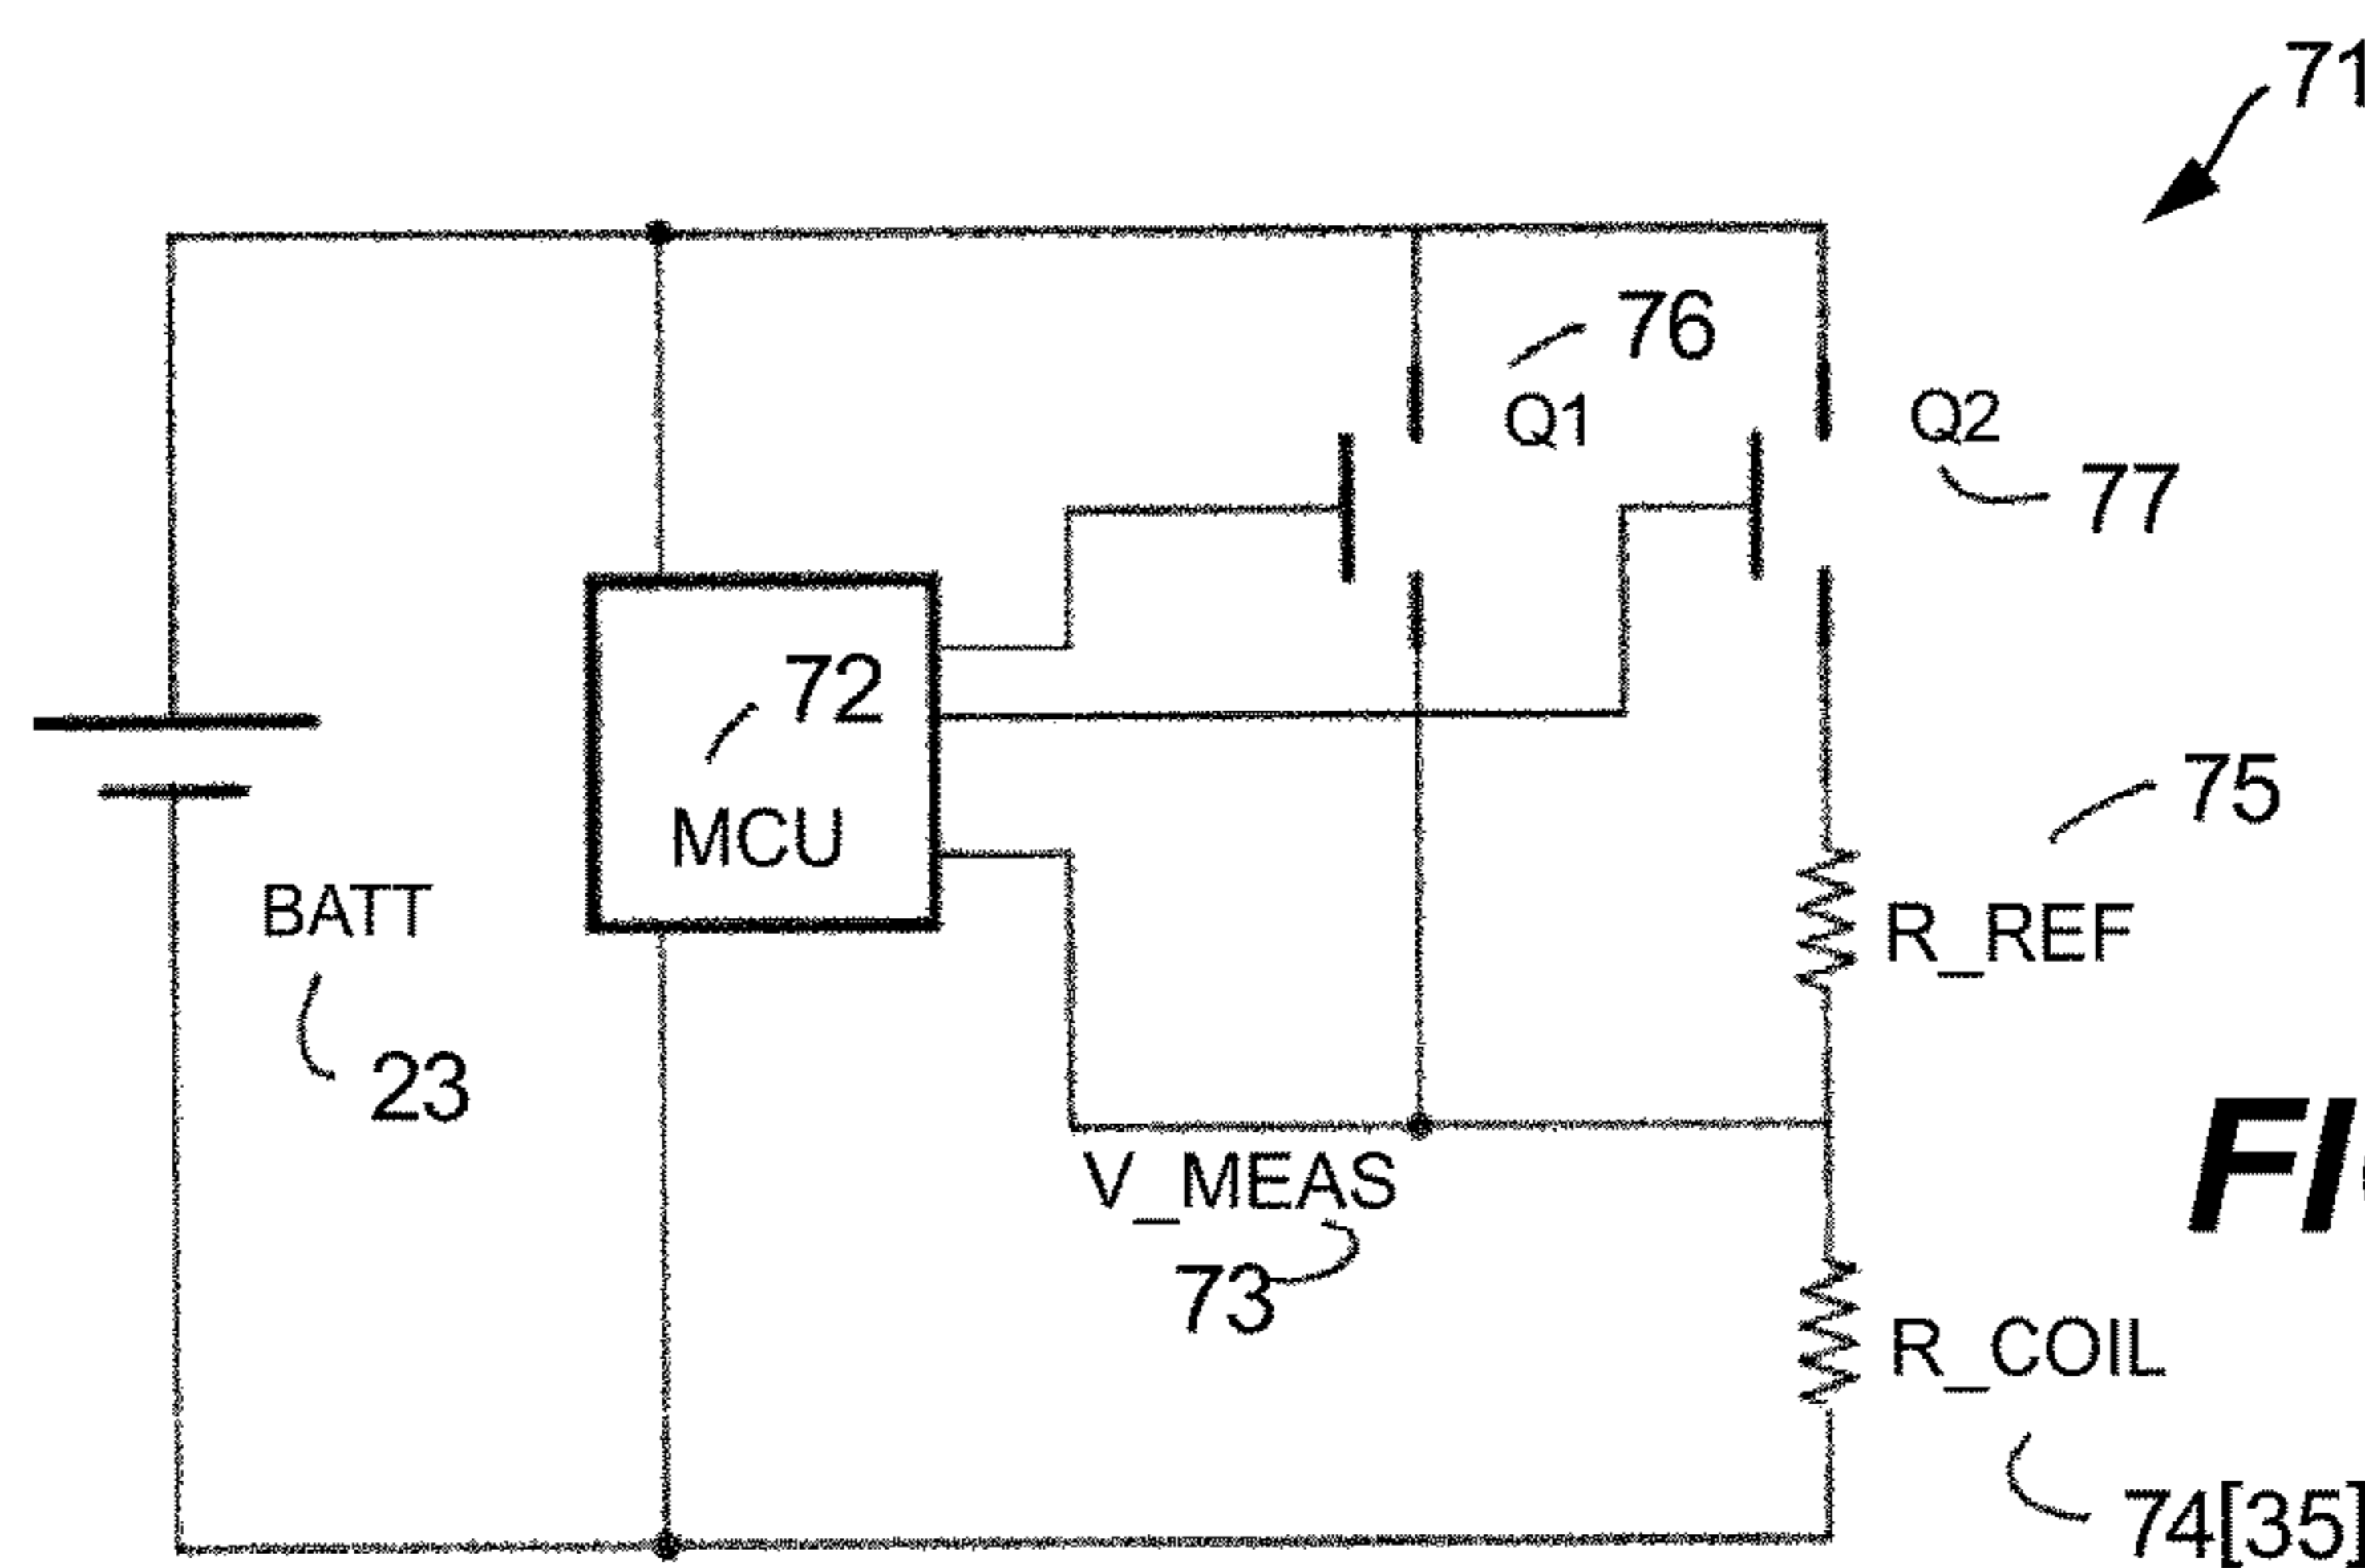 71
76
Q1
Q2
77
72
MCU
75
BATT
R_REF
23
V_MEAS
73
R_COIL
74[35]